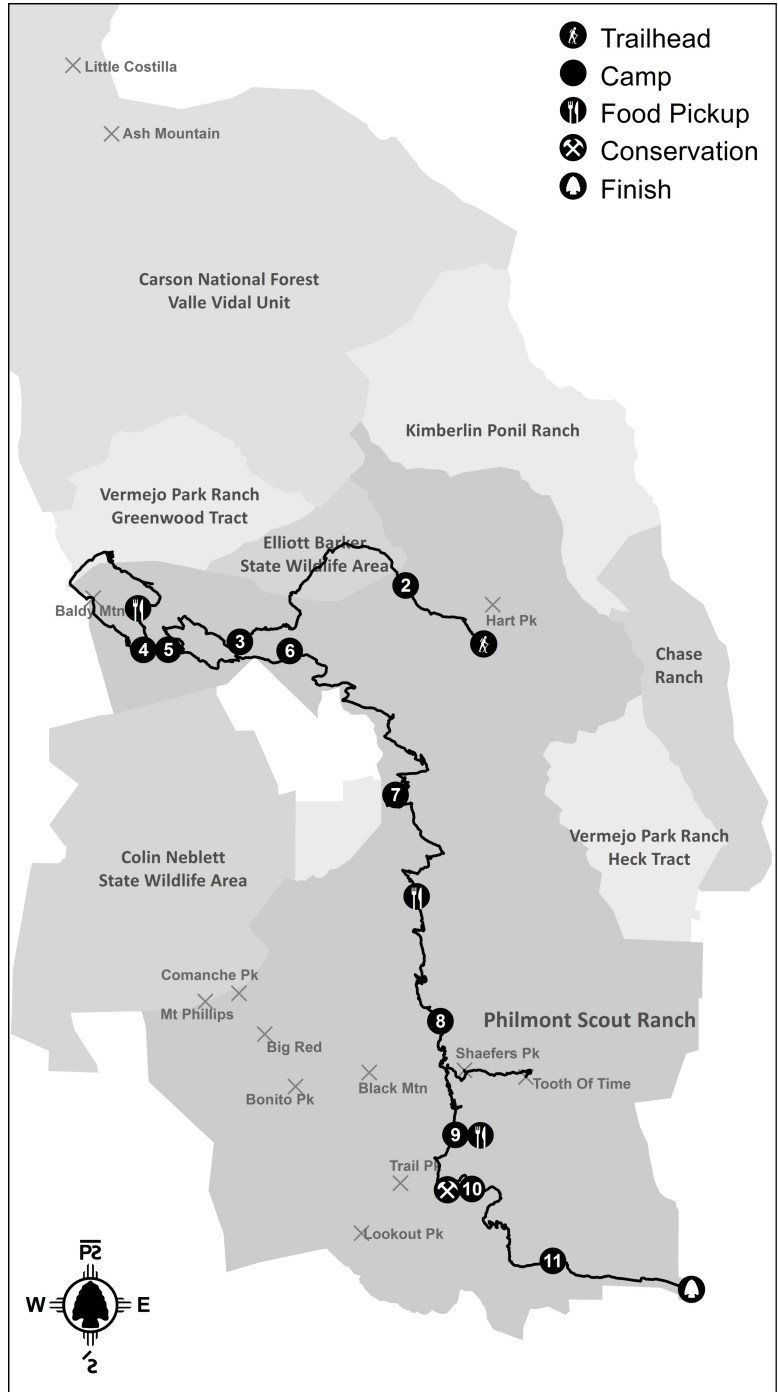 Trailhead
Camp
Food Pickup
Conservation
Finish
Little Costilla
Ash Mountain
Carson National Forest
Valle Vidal Unit
Kimberlin Ponil Ranch
Vermejo Park Ranch
Greenwood Tract
Elliott Barker
State Wildlife Area
2
Baldy Mtn
Hart Pk
3
4
5
6
Chase
Ranch
7
Vermejo Park Ranch
Heck Tract
Colin Neblett
State Wildlife Area
Comanche Pk
Mt Phillips
8
Philmont Scout Ranch
Big Red
Shaefers Pk
Black Mtn
Tooth Of Time
Bonito Pk
9
Trail Pk
10
Lookout Pk
11
W
E